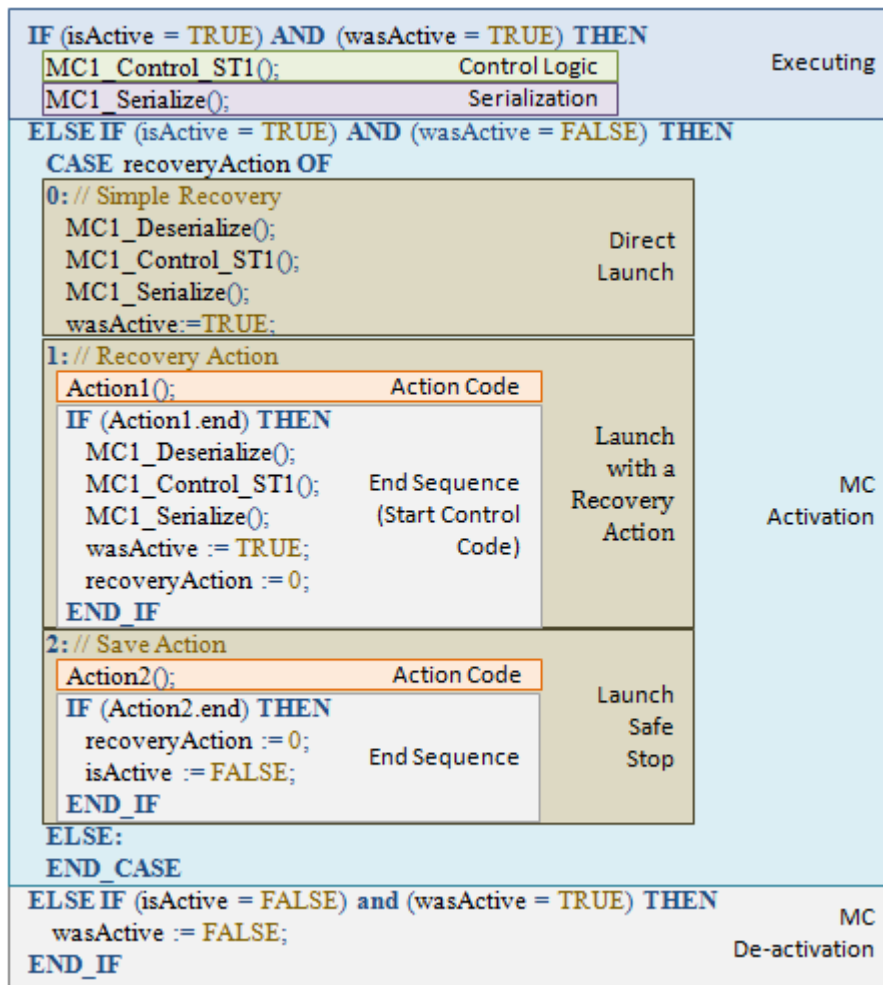 IF (isActive = TRUE) AND (wasActive = TRUE) THEN
Executing
MC1_Control_ST1(); Control Logic
MC1_Serialize(); Serialization
ELSE IF (isActive = TRUE) AND (wasActive = FALSE) THEN
CASE recoveryAction OF
0: // Simple Recovery
MC1_Deserialize();
MC1_Control_ST1();
MC1_Serialize();
wasActive:=TRUE;
Direct
Launch
1: // Recovery Action
Action1(); Action Code
IF (Action1.end) THEN
MC1_Deserialize();
MC1_Control_ST1();
MC1_Serialize();
wasActive := TRUE;
recoveryAction := 0;
END_IF
End Sequence
(Start Control
Code)
Launch
with a
Recovery
Action
2: // Save Action
Action2(); Action Code
IF (Action2.end) THEN
recoveryAction := 0;
isActive := FALSE;
END_IF
End Sequence
Launch
Safe
Stop
MC
Activation
ELSE:
END_CASE
ELSE IF (isActive = FALSE) and (wasActive = TRUE) THEN
wasActive := FALSE;
END_IF
MC
De-activation